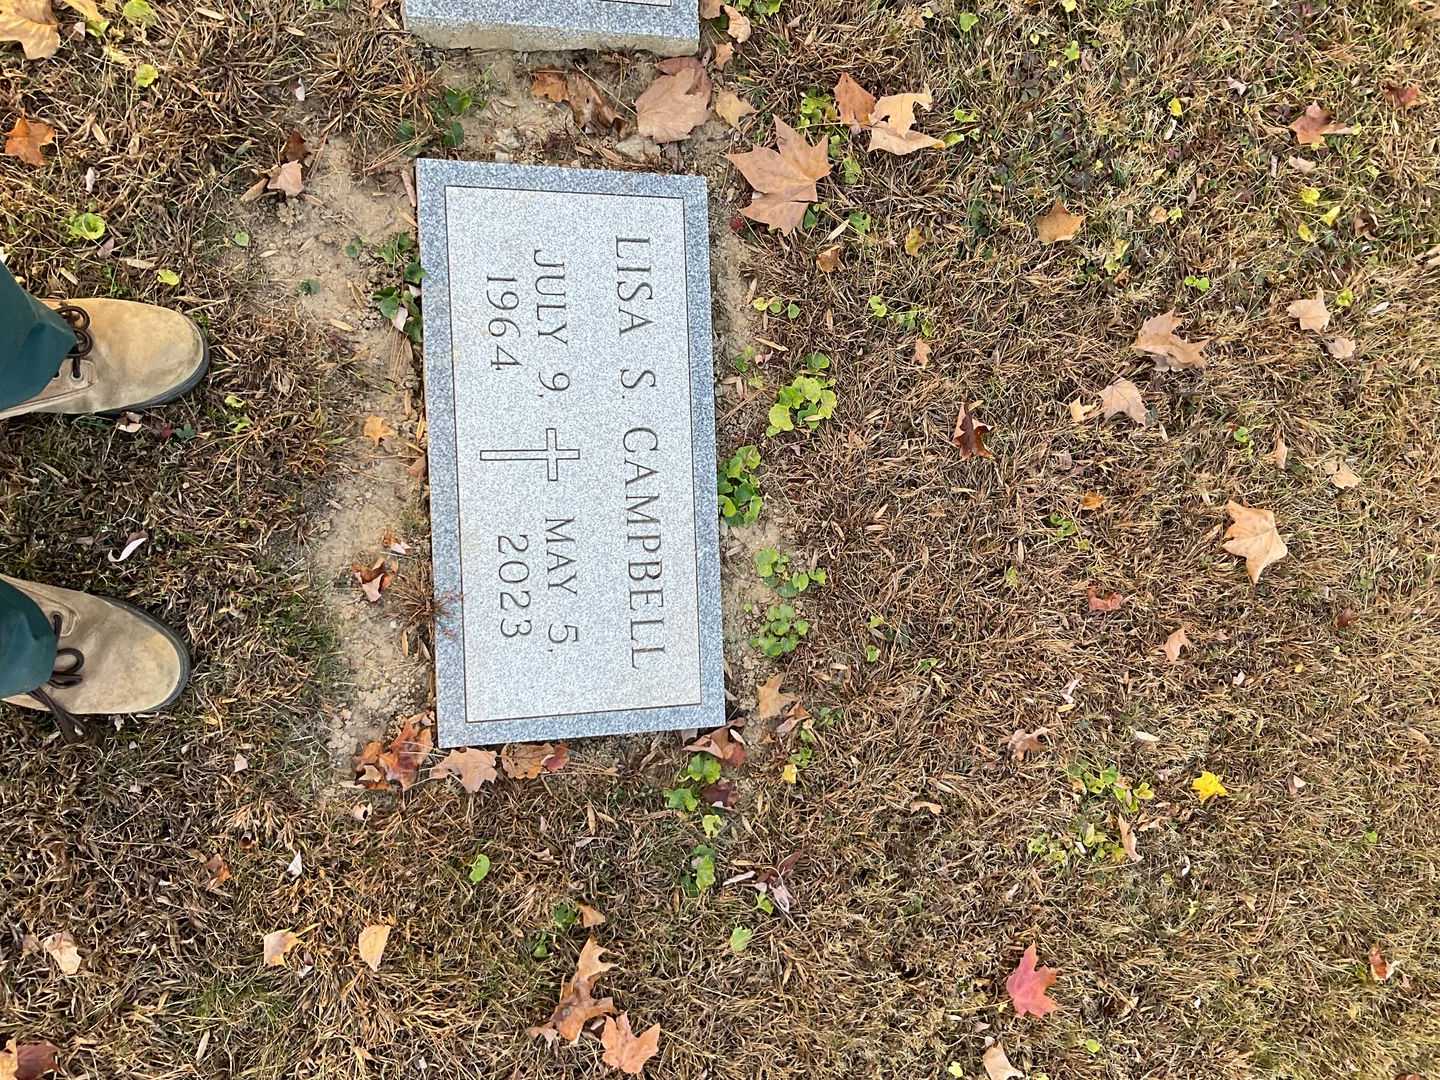 LISA S. CAMPBELL
JULY 9, MAY 5,
1964 2023